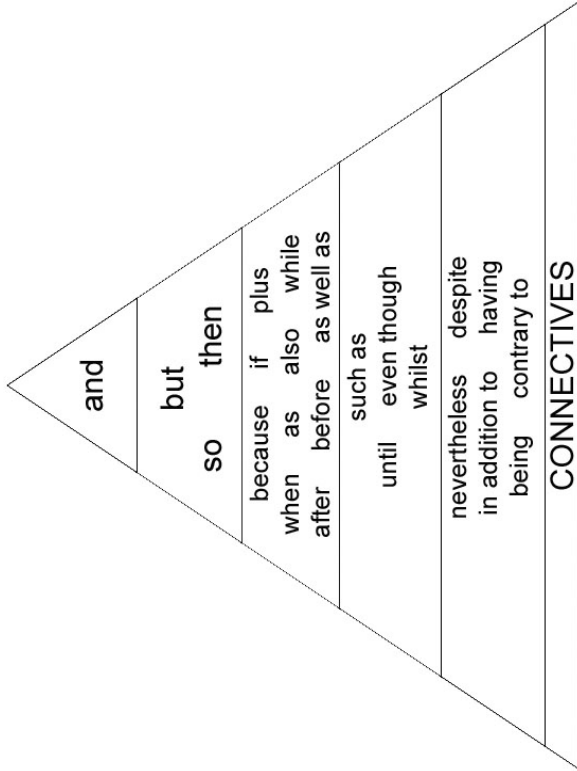 and
but
so then
because if plus
when as also while
after before as well as
such as
until even though
whilst
nevertheless despite
in addition to having
being contrary to
CONNECTIVES